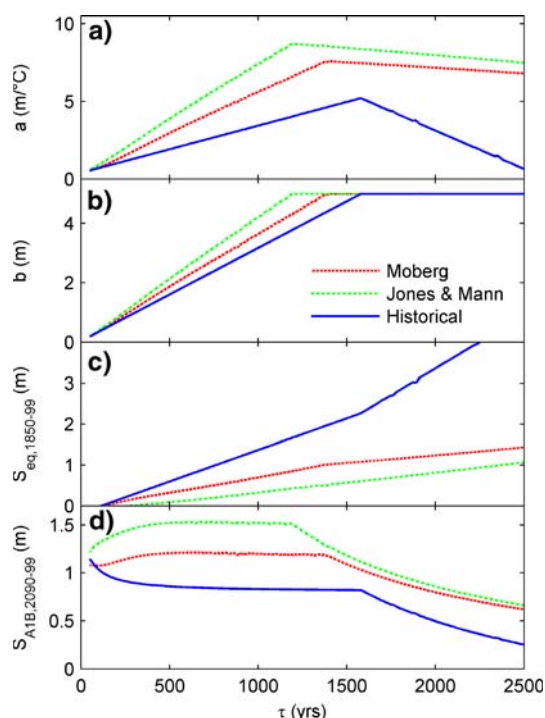 a)
10
5
0
a (m/°C)
b)
4
2
0
b (m)
Moberg
Jones & Mann
Historical
c)
3
2
1
0
S_eq,1850-99 (m)
d)
1.5
1
0.5
0
S_A1B,2090-99 (m)
0 500 1000 1500 2000 2500
τ (yrs)